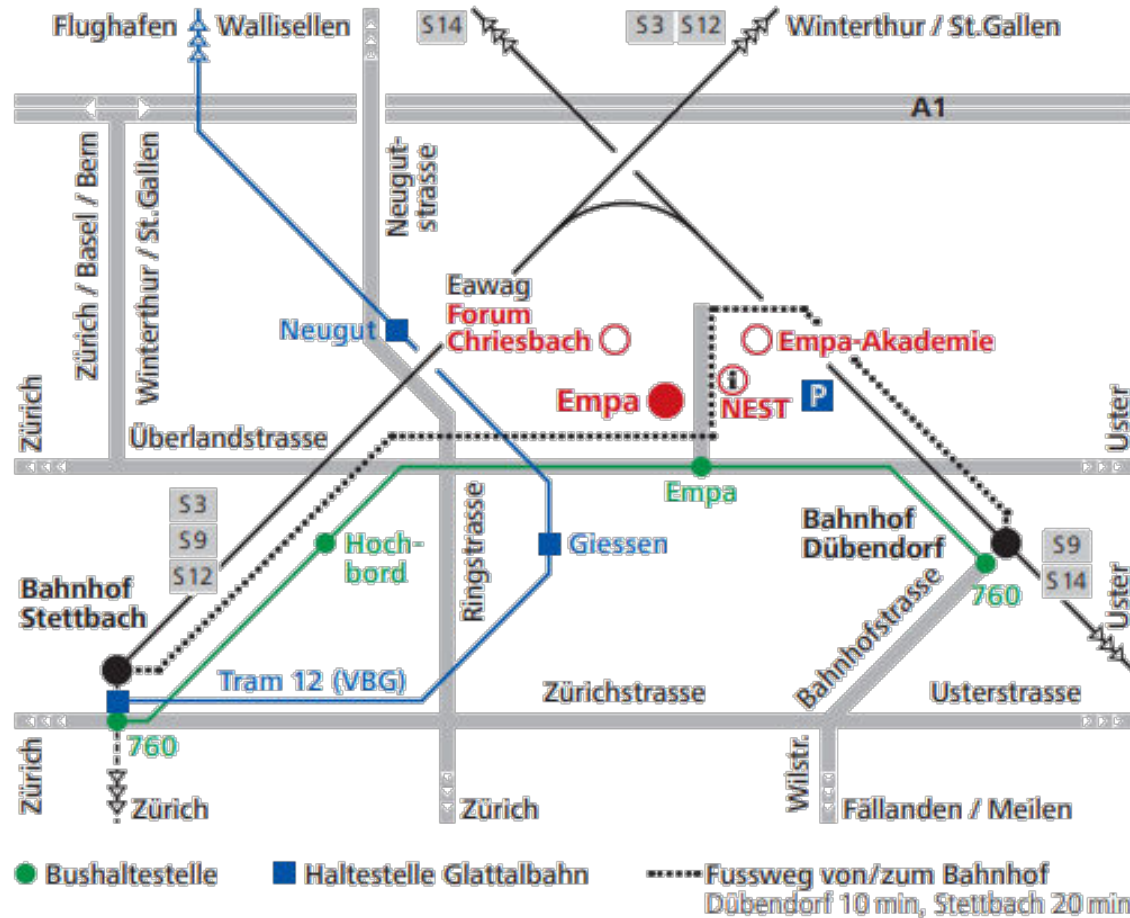 Flughafen
Wallisellen
S14
S3
S12
Winterthur / St.Gallen
A1
Zürich / Basel / Bern
Winterthur / St.Gallen
Neugut-
strasse
Eawag
Forum
Chriesbach
Neugut
Empa-Akademie
Empa
NEST
P
Zürich
Überlandstrasse
Uster
Empa
S3
S9
S12
Hoch-
bord
Ringstrasse
Giessen
Bahnhof
Dübendorf
S9
S14
Bahnhof
Stettbach
760
Uster
Bahnhofstrasse
Tram 12 (VBG)
Zürichstrasse
Usterstrasse
760
Zürich
Zürich
Zürich
Wilstr.
Fällanden / Meilen
Bushaltestelle
Haltestelle Glattalbahn
Fussweg von/zum Bahnhof
Dübendorf 10 min, Stettbach 20 min